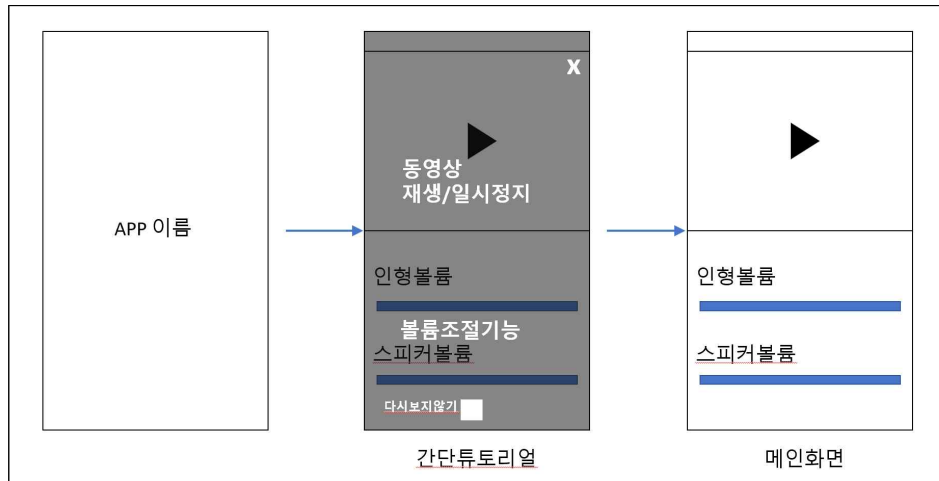 APP 이름
X
동영상
재생/일시정지
인형볼륨
볼륨조절기능
스피커볼륨
다시보지않기
간단튜토리얼
인형볼륨
스피커볼륨
메인화면